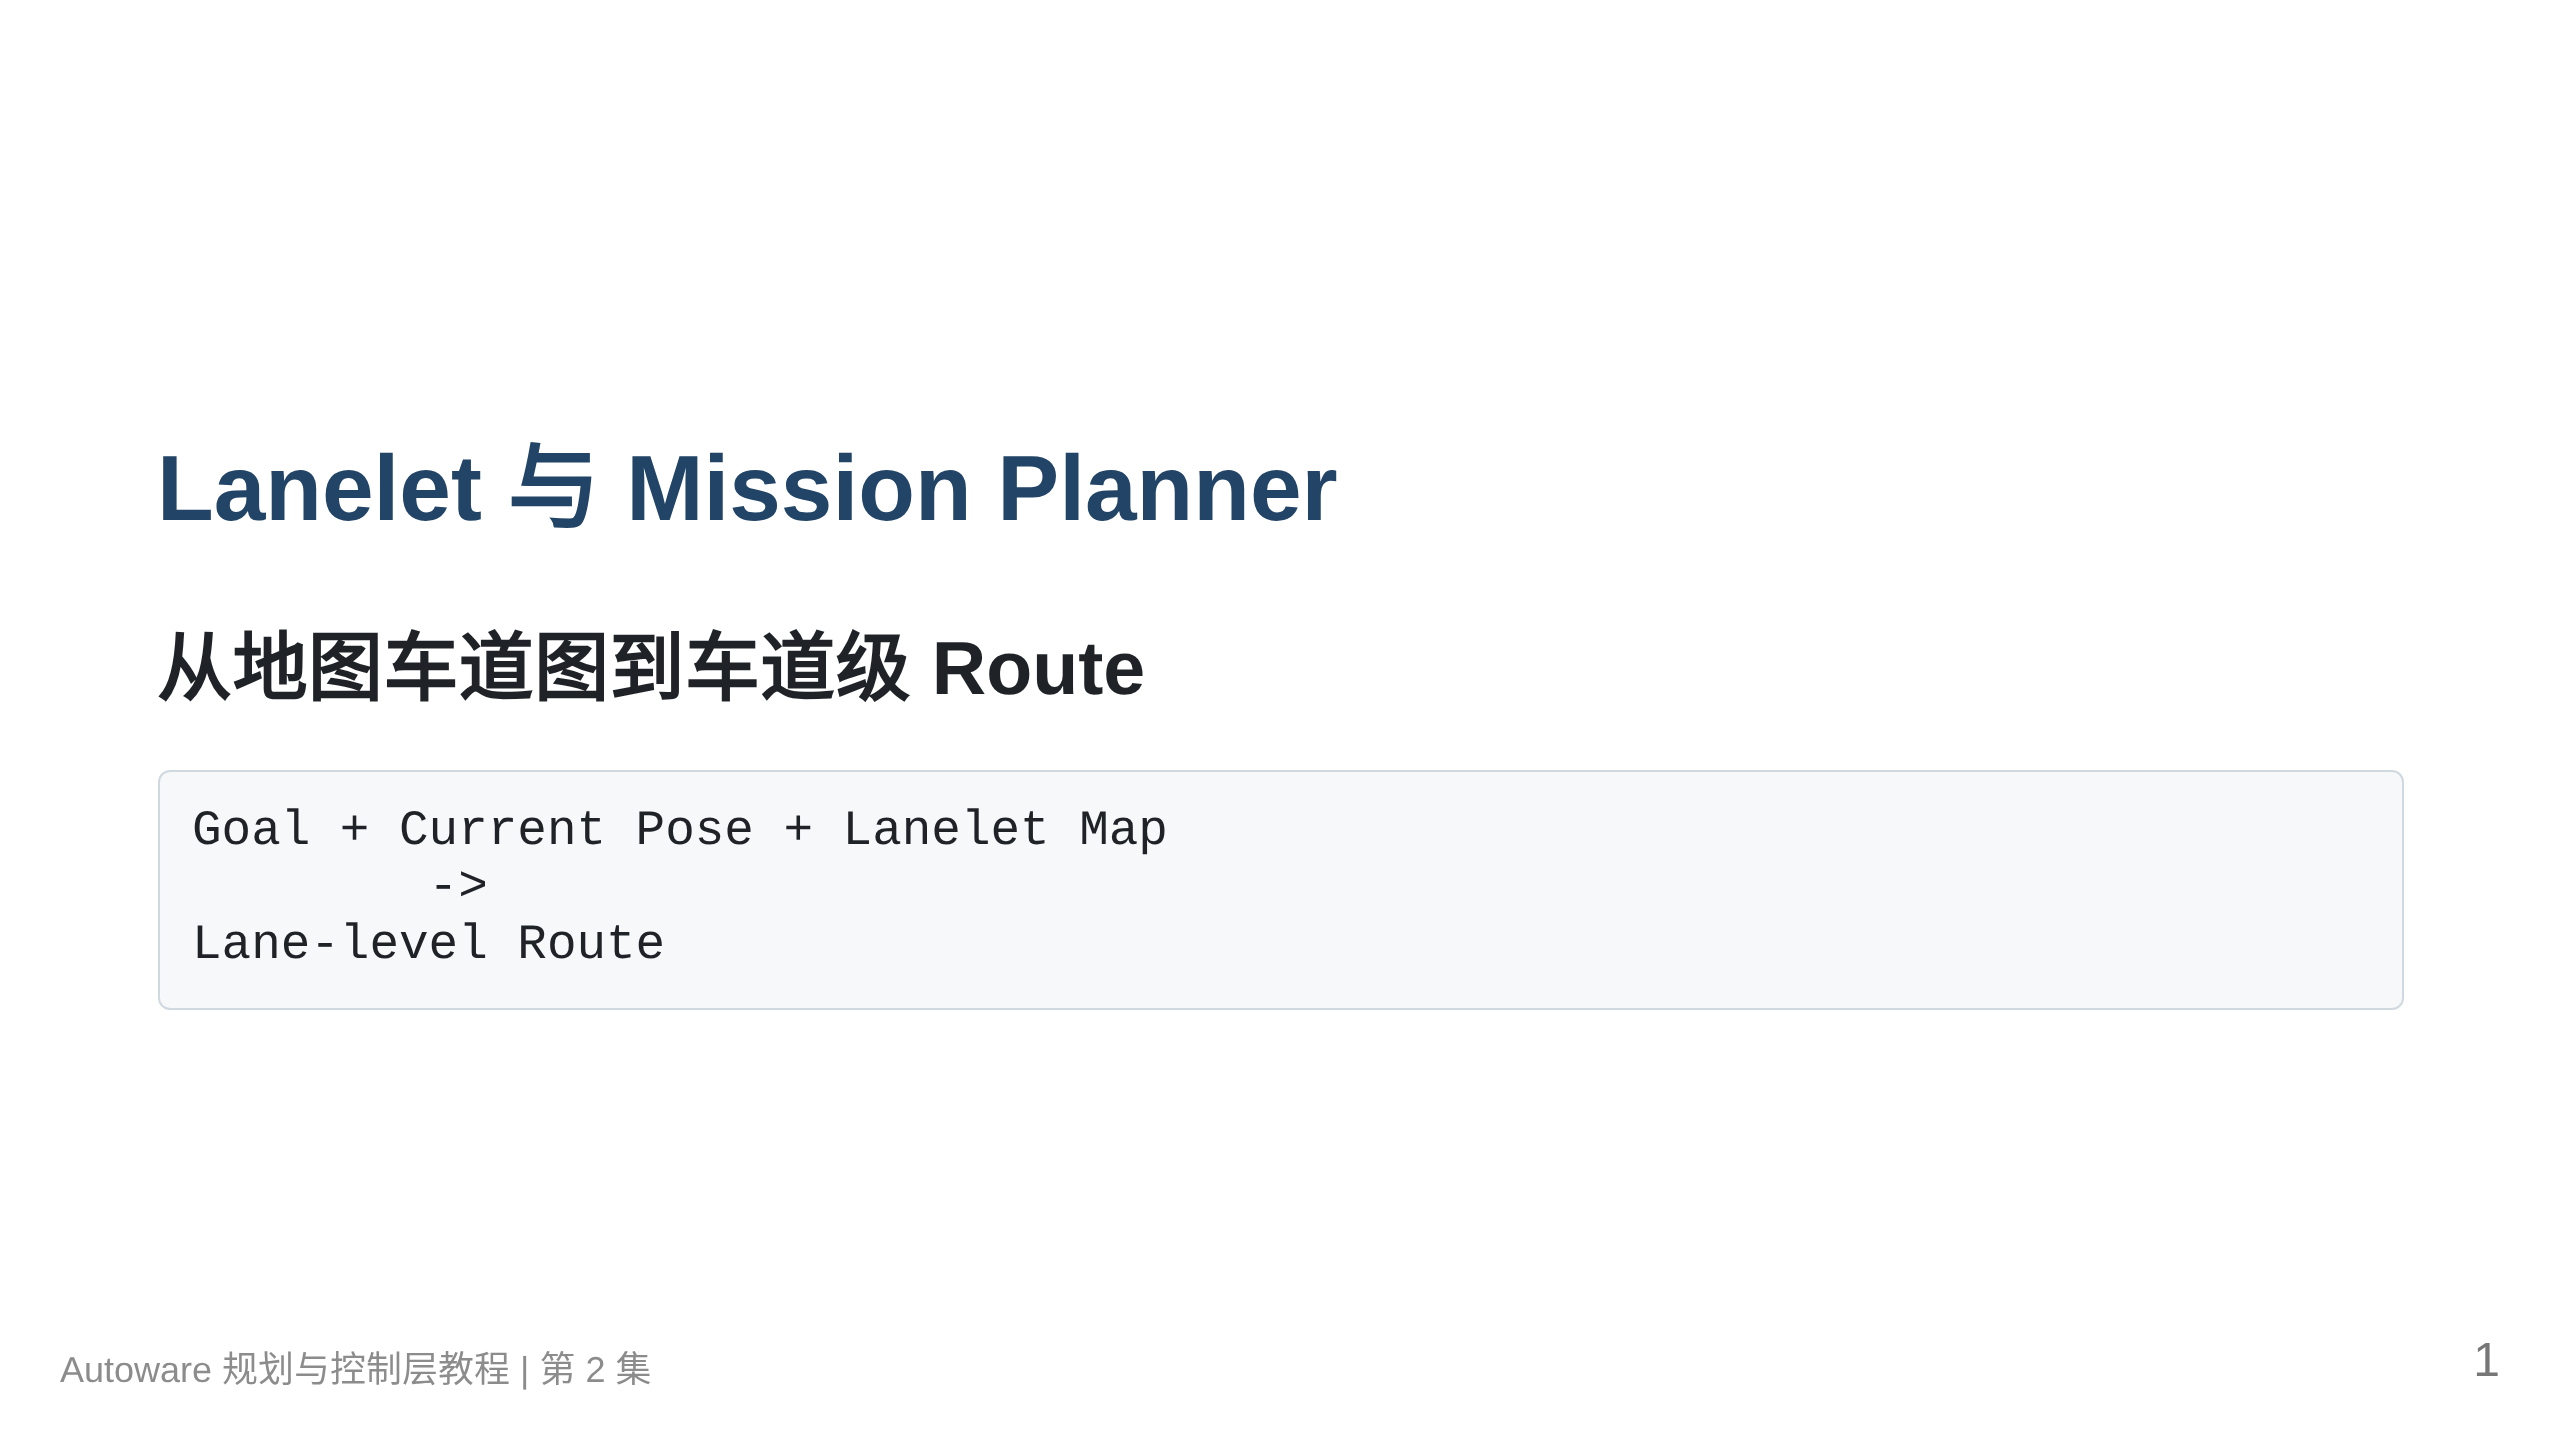 Lanelet 与 Mission Planner
从地图车道图到车道级 Route
Goal + Current Pose + Lanelet Map
->
Lane-level Route
Autoware 规划与控制层教程 | 第 2 集
1